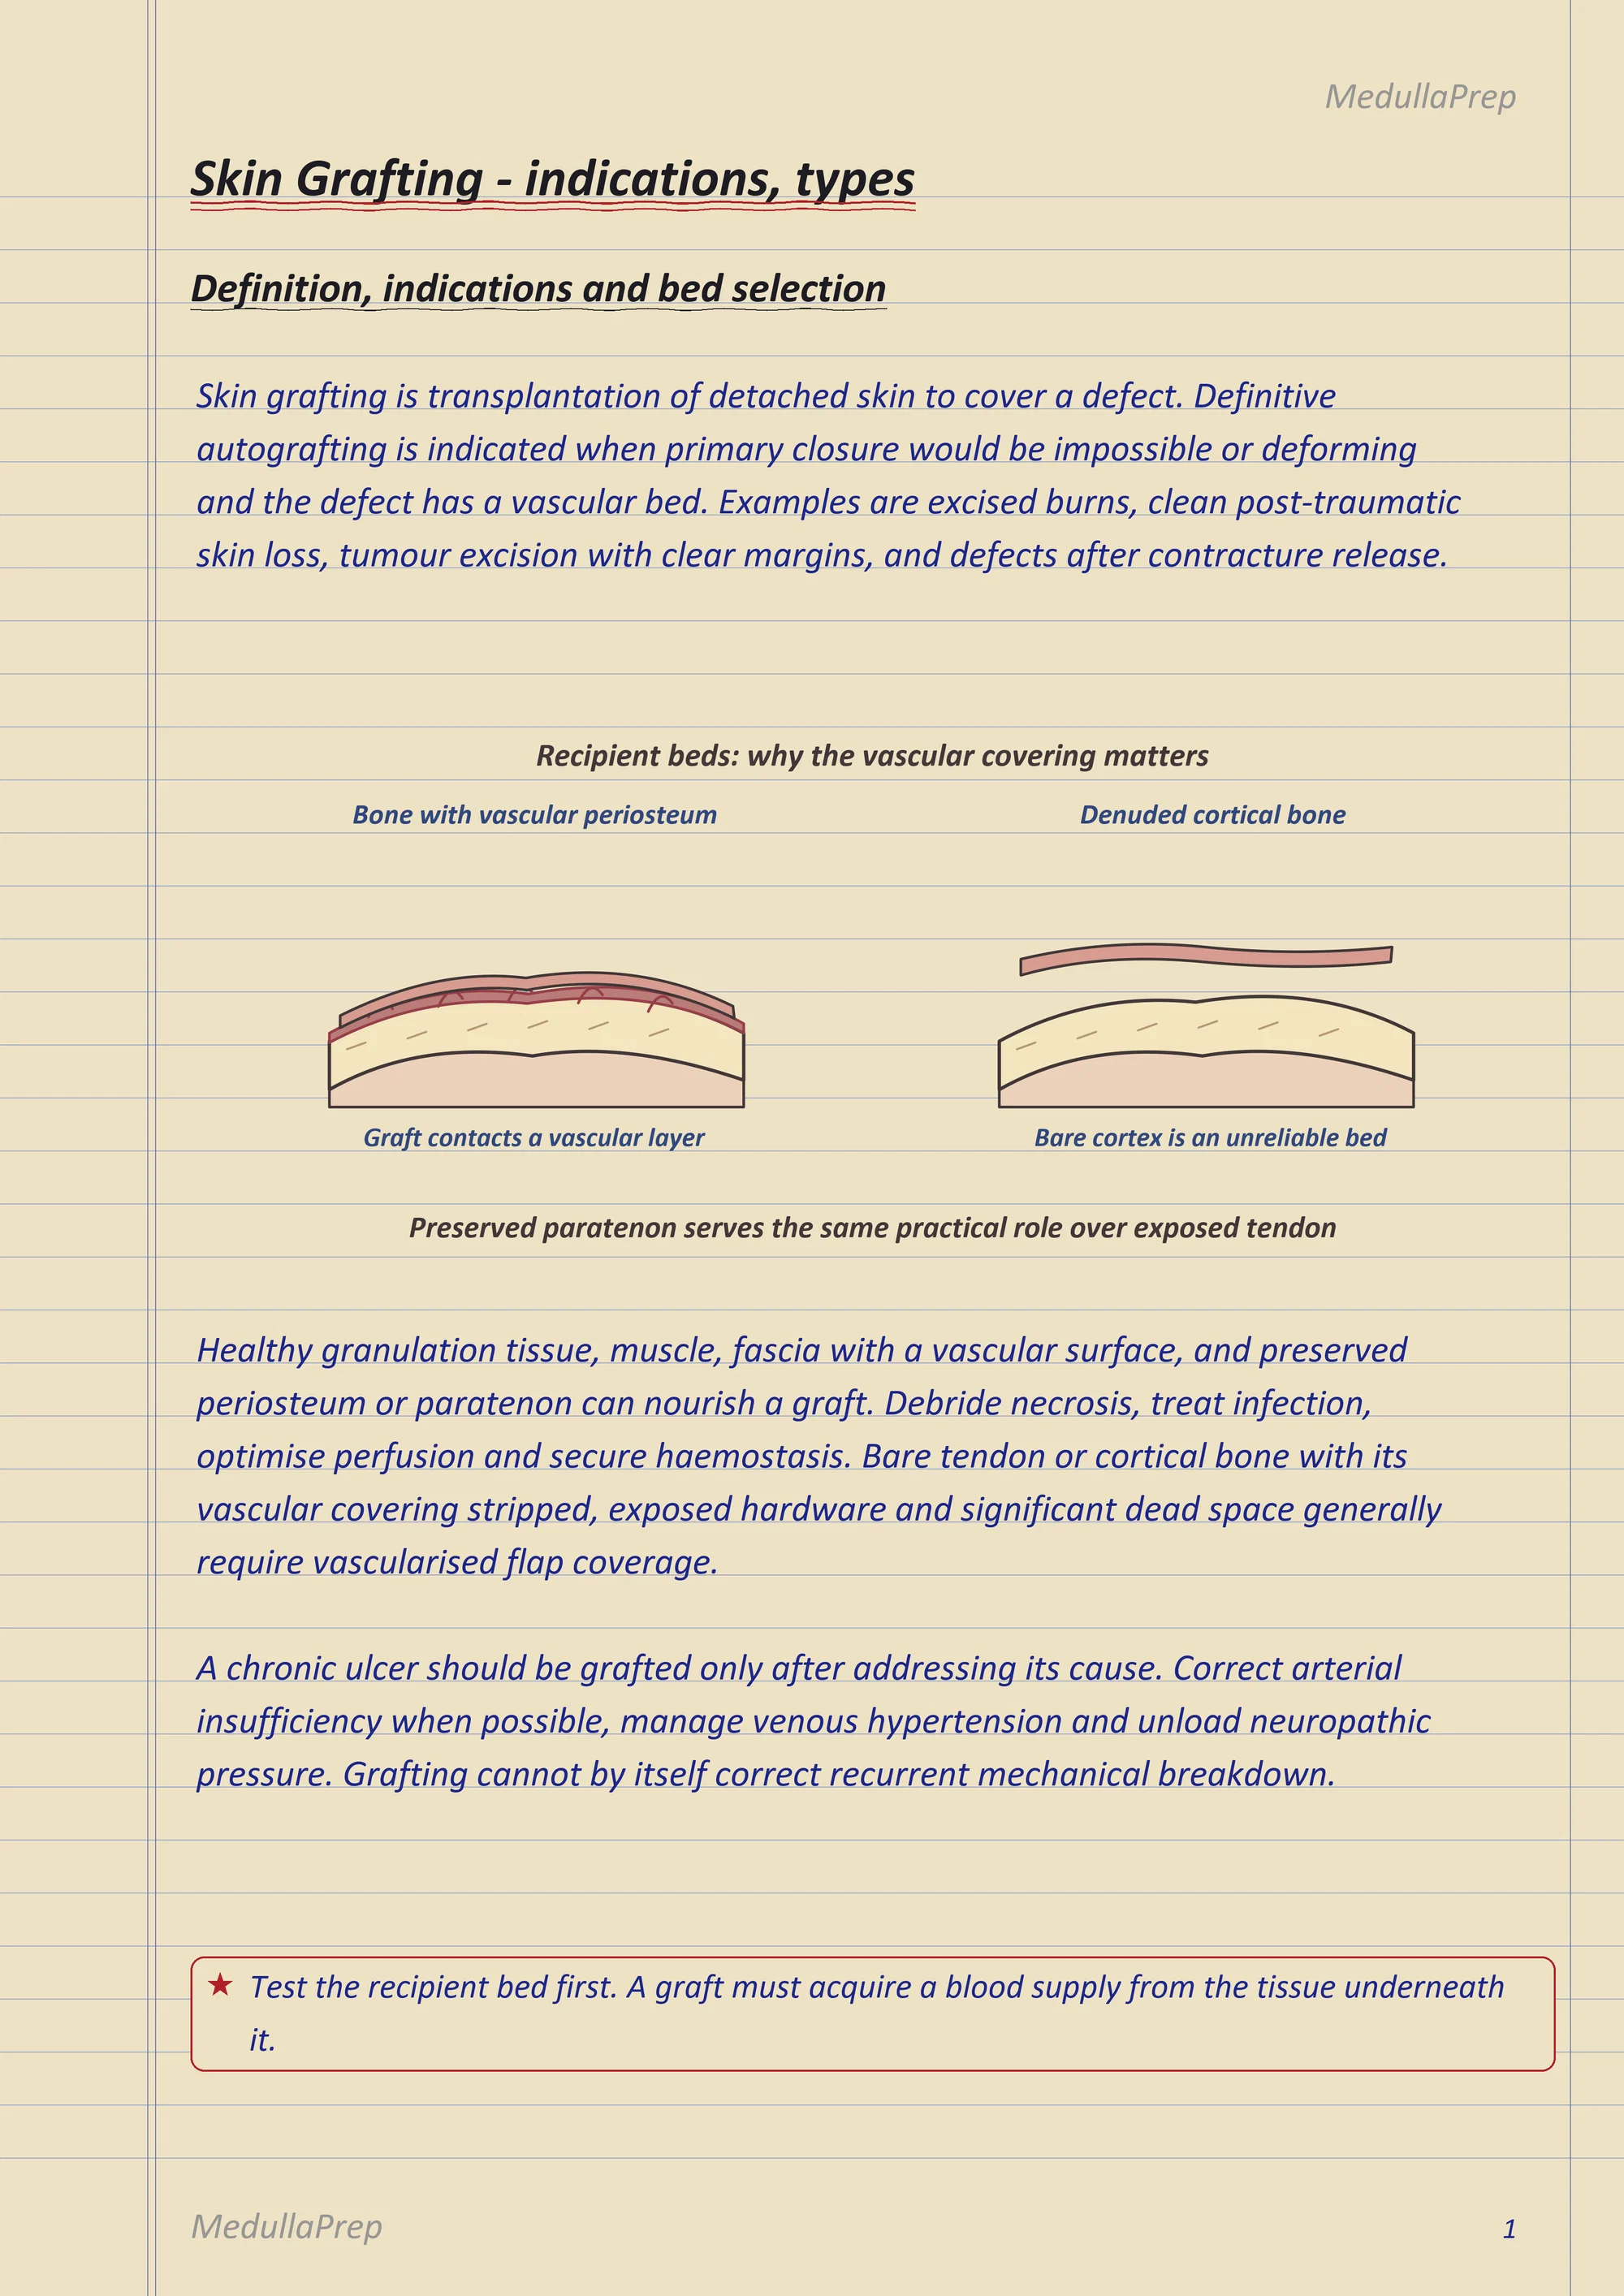 MedullaPrep
Skin Grafting - indications, types
Definition, indications and bed selection
Skin grafting is transplantation of detached skin to cover a defect. Definitive
autografting is indicated when primary closure would be impossible or deforming
and the defect has a vascular bed. Examples are excised burns, clean post-traumatic
skin loss, tumour excision with clear margins, and defects after contracture release.
Recipient beds: why the vascular covering matters
Bone with vascular periosteum
Denuded cortical bone
Graft contacts a vascular layer
Bare cortex is an unreliable bed
Preserved paratenon serves the same practical role over exposed tendon
Healthy granulation tissue, muscle, fascia with a vascular surface, and preserved
periosteum or paratenon can nourish a graft. Debride necrosis, treat infection,
optimise perfusion and secure haemostasis. Bare tendon or cortical bone with its
vascular covering stripped, exposed hardware and significant dead space generally
require vascularised flap coverage.
A chronic ulcer should be grafted only after addressing its cause. Correct arterial
insufficiency when possible, manage venous hypertension and unload neuropathic
pressure. Grafting cannot by itself correct recurrent mechanical breakdown.
★ Test the recipient bed first. A graft must acquire a blood supply from the tissue underneath
it.
MedullaPrep
1